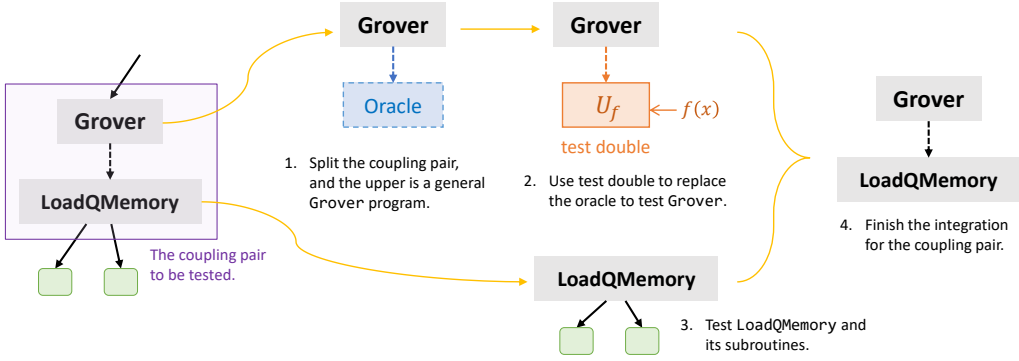 Grover
LoadQMemory
The coupling pair
to be tested.
Grover
Oracle
1. Split the coupling pair,
and the upper is a general
Grover program.
Grover
U_f
f(x)
test double
2. Use test double to replace
the oracle to test Grover.
LoadQMemory
3. Test LoadQMemory and
its subroutines.
Grover
LoadQMemory
4. Finish the integration
for the coupling pair.